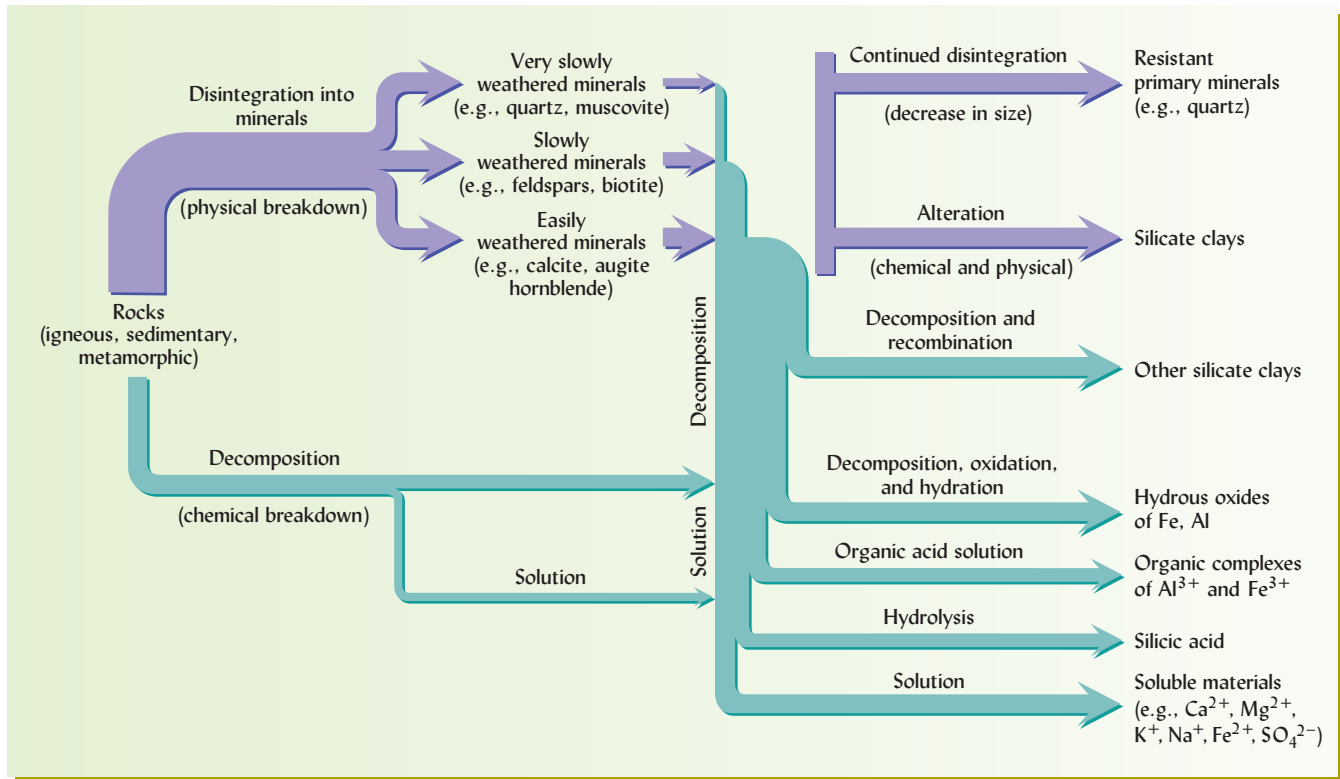 Disintegration into
minerals
(physical breakdown)
Rocks
(igneous, sedimentary,
metamorphic)
Decomposition
(chemical breakdown)
Solution
Very slowly
weathered minerals
(e.g., quartz, muscovite)
Slowly
weathered minerals
(e.g., feldspars, biotite)
Easily
weathered minerals
(e.g., calcite, augite
hornblende)
Decomposition
Solution
Continued disintegration
(decrease in size)
Resistant
primary minerals
(e.g., quartz)
Alteration
(chemical and physical)
Silicate clays
Decomposition and
recombination
Other silicate clays
Decomposition, oxidation,
and hydration
Hydrous oxides
of Fe, Al
Organic acid solution
Organic complexes
of Al³⁺ and Fe³⁺
Hydrolysis
Silicic acid
Solution
Soluble materials
(e.g., Ca²⁺, Mg²⁺,
K⁺, Na⁺, Fe²⁺, SO₄²⁻)